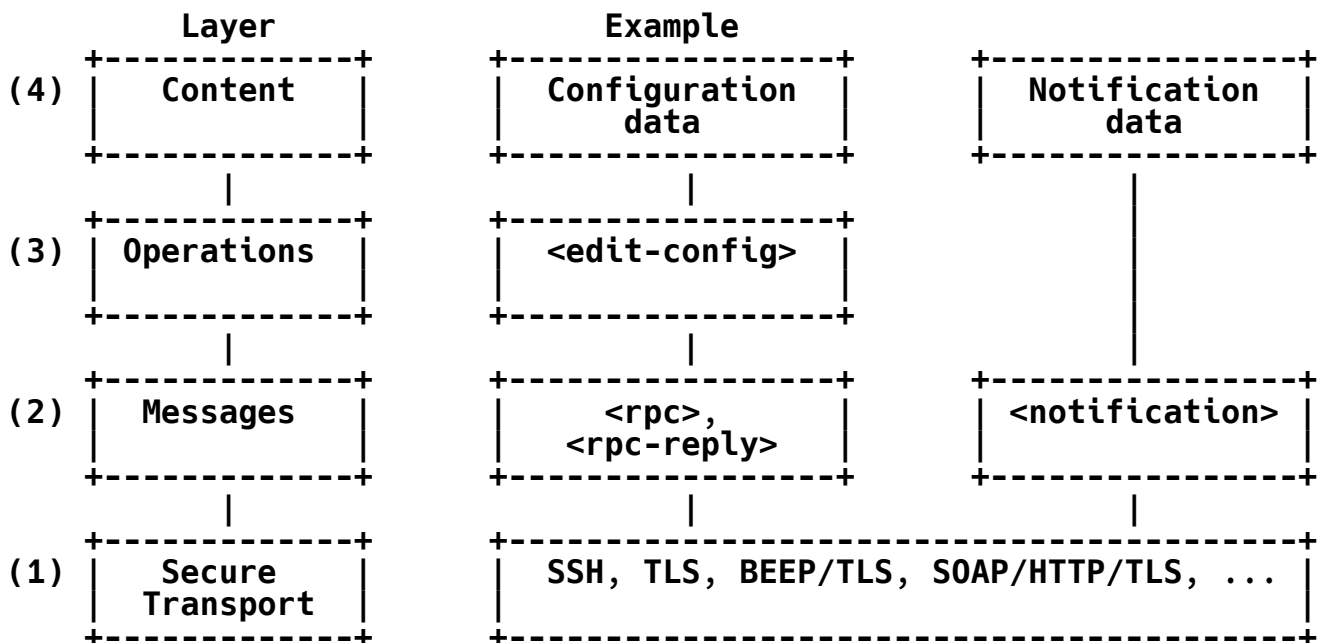 Layer Example
(4) Content Configuration Notification
data data
(3) Operations <edit-config>
(2) Messages <rpc>, <notification>
<rpc-reply>
(1) Secure SSH, TLS, BEEP/TLS, SOAP/HTTP/TLS, ...
Transport